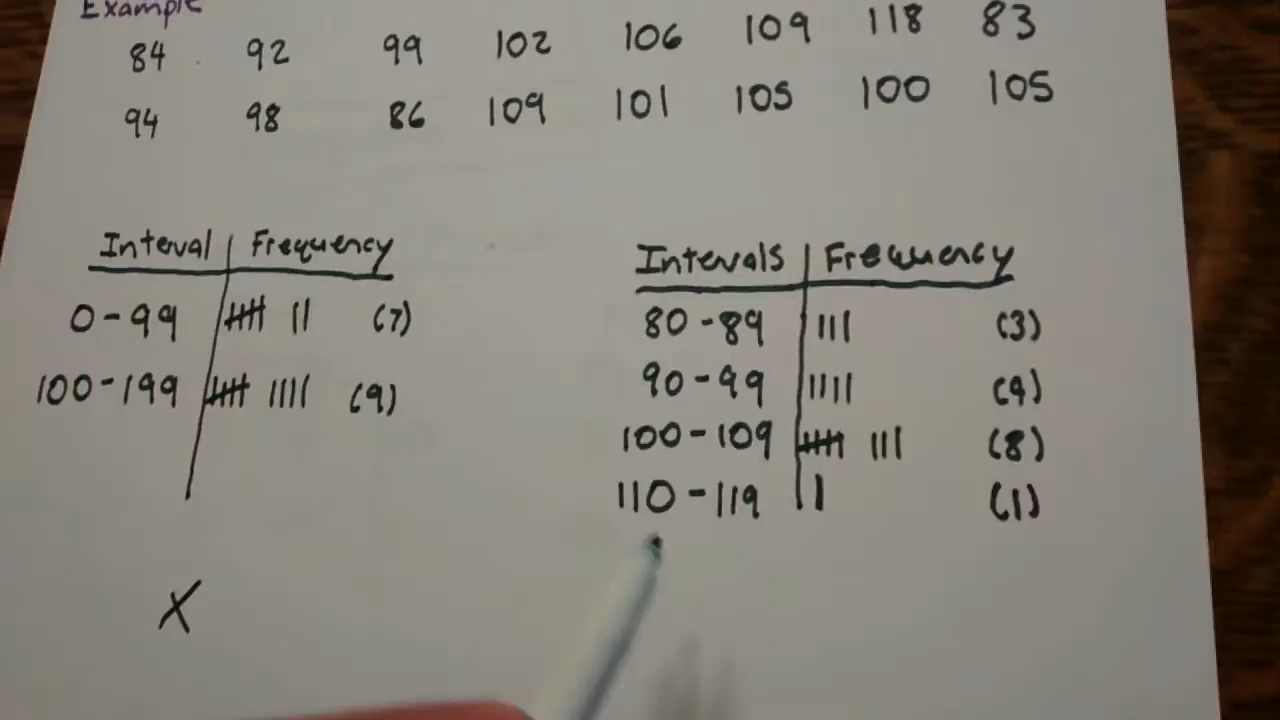 Example
84 92 99 102 106 109 118 83
94 98 86 109 101 105 100 105
Interval Frequency
0-99 |||| || (7)
100-199 |||| |||| (9)
X
Intervals Frequency
80-89 ||| (3)
90-99 |||| (4)
100-109 |||| ||| (8)
110-119 | (1)